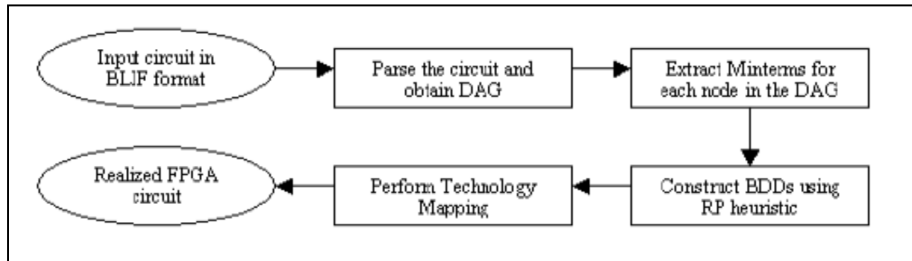 Input circuit in
BLIF format
Parse the circuit and
obtain DAG
Extract Minterms for
each node in the DAG
Realized FPGA
circuit
Perform Technology
Mapping
Construct BDDs using
RP heuristic